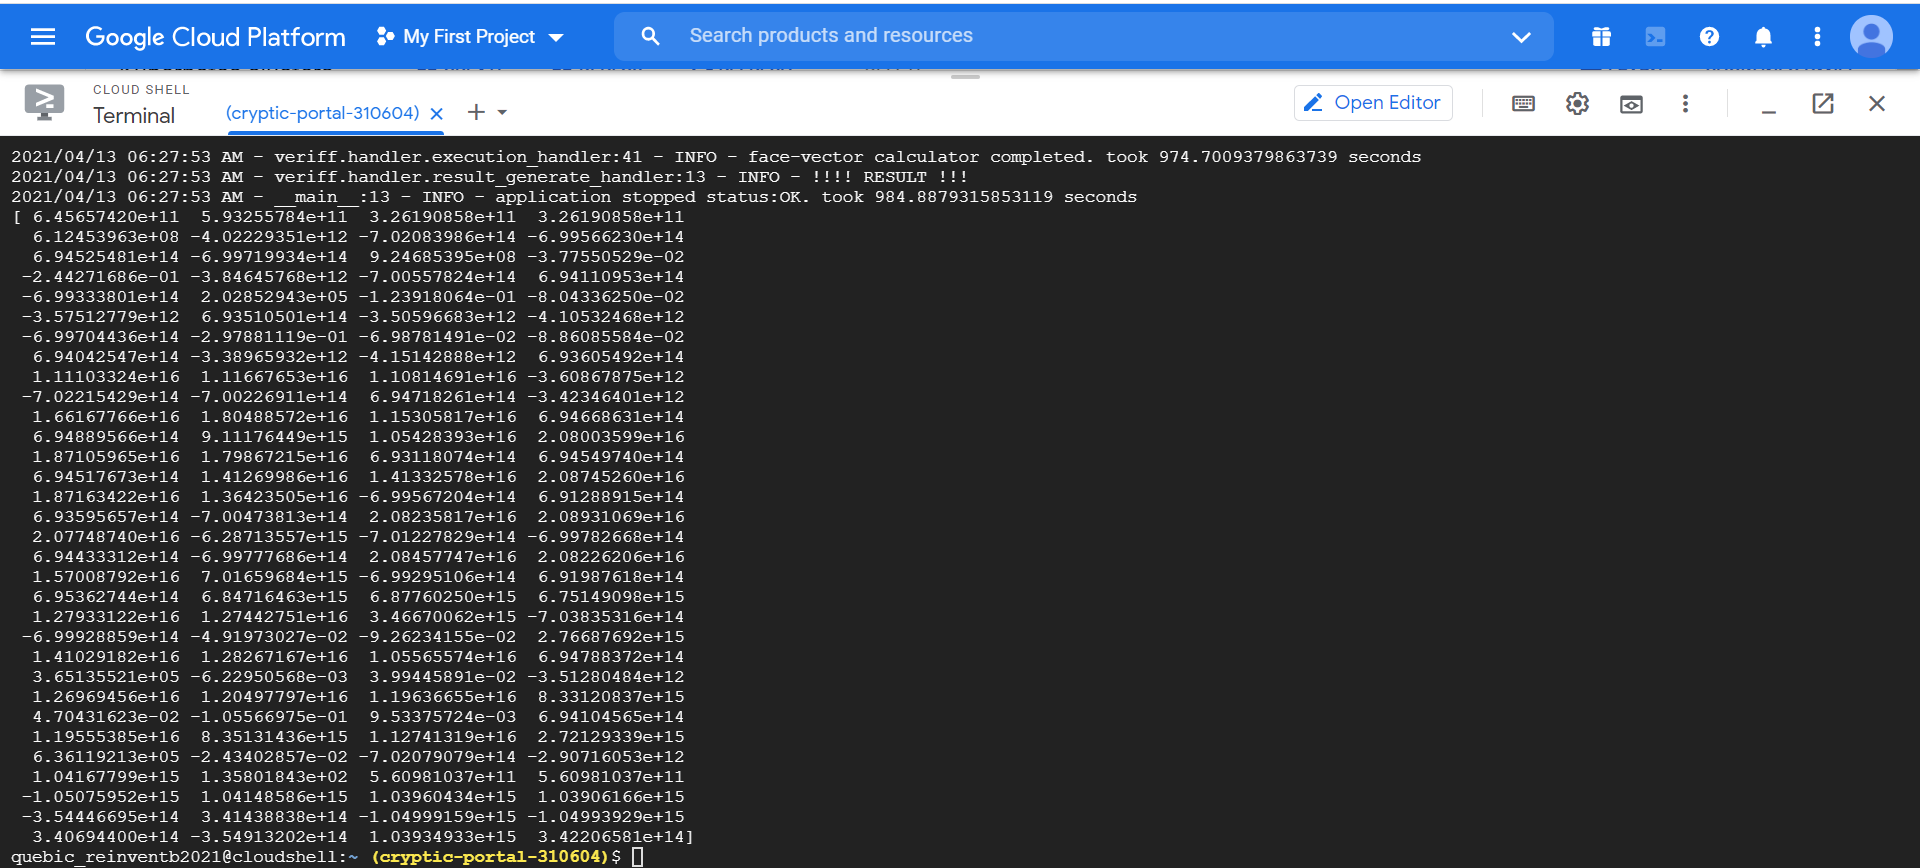 Google Cloud Platform My First Project Search products and resources
CLOUD SHELL
Terminal (cryptic-portal-310604) Open Editor
2021/04/13 06:27:53 AM - veriff.handler.execution_handler:41 - INFO - face-vector calculator completed. took 974.7009379863739 seconds
2021/04/13 06:27:53 AM - veriff.handler.result_generate_handler:13 - INFO - !!!! RESULT !!!
2021/04/13 06:27:53 AM - __main__:13 - INFO - application stopped status:OK. took 984.8879315853119 seconds
[ 6.45657420e+11 5.93255784e+11 3.26190858e+11 3.26190858e+11
6.12453963e+08 -4.02229351e+12 -7.02083986e+14 -6.99566230e+14
6.94525481e+14 -6.99719934e+14 9.24685395e+08 -3.77550529e-02
-2.44271686e-01 -3.84645768e+12 -7.00557824e+14 6.94110953e+14
-6.99333801e+14 2.02852943e+05 -1.23918064e-01 -8.04336250e-02
-3.57512779e+12 6.93510501e+14 -3.50596683e+12 -4.10532468e+12
-6.99704436e+14 -2.97881119e-01 -6.98781491e-02 -8.86085584e-02
6.94042547e+14 -3.38965932e+12 -4.15142888e+12 6.93605492e+14
1.11103324e+16 1.11667653e+16 1.10814691e+16 -3.60867875e+12
-7.02215429e+14 -7.00226911e+14 6.94718261e+14 -3.42346401e+12
1.66167766e+16 1.80488572e+16 1.15305817e+16 6.94668631e+14
6.94889566e+14 9.11176449e+15 1.05428393e+16 2.08003599e+16
1.87105965e+16 1.79867215e+16 6.93118074e+14 6.94549740e+14
6.94517673e+14 1.41269986e+16 1.41332578e+16 2.08745260e+16
1.87163422e+16 1.36423505e+16 -6.99567204e+14 6.91288915e+14
6.93595657e+14 -7.00473813e+14 2.08235817e+16 2.08931069e+16
2.07748740e+16 -6.28713557e+15 -7.01227829e+14 -6.99782668e+14
6.94433312e+14 -6.99777686e+14 2.08457747e+16 2.08226206e+16
1.57008792e+16 7.01659684e+15 -6.99295106e+14 6.91987618e+14
6.95362744e+14 6.84716463e+15 6.87760250e+15 6.75149098e+15
1.27933122e+16 1.27442751e+16 3.46670062e+15 -7.03835316e+14
-6.99928859e+14 -4.91973027e-02 -9.26234155e-02 2.76687692e+15
1.41029182e+16 1.28267167e+16 1.05565574e+16 6.94788372e+14
3.65135521e+05 -6.22950568e-03 3.99445891e-02 -3.51280484e+12
1.26969456e+16 1.20497797e+16 1.19636655e+16 8.33120837e+15
4.70431623e-02 -1.05566975e-01 9.53375724e-03 6.94104565e+14
1.19555385e+16 8.35131436e+15 1.12741319e+16 2.72129339e+15
6.36119213e+05 -2.43402857e-02 -7.02079079e+14 -2.90716053e+12
1.04167799e+15 1.35801843e+02 5.60981037e+11 5.60981037e+11
-1.05075952e+15 1.04148586e+15 1.03960434e+15 1.03906166e+15
-3.54446695e+14 3.41438838e+14 -1.04999159e+15 -1.04993929e+15
3.40694400e+14 -3.54913202e+14 1.03934933e+15 3.42206581e+14]
quebic_reinventb2021@cloudshell:~ (cryptic-portal-310604)$